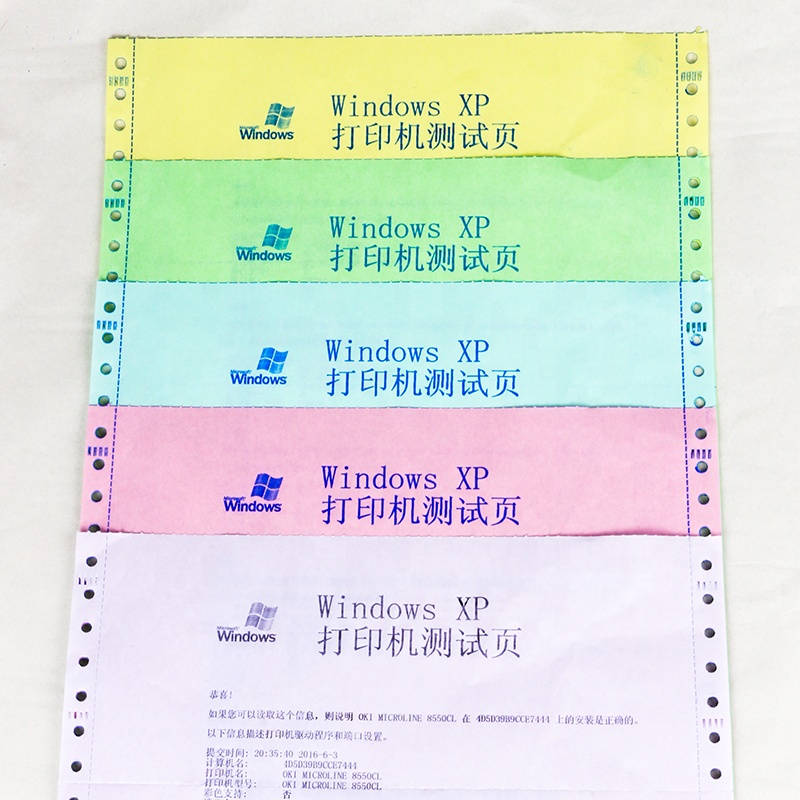 Microsoft
Windows
Windows XP
打印机测试页
Microsoft
Windows
Windows XP
打印机测试页
Microsoft
Windows
Windows XP
打印机测试页
Microsoft
Windows
Windows XP
打印机测试页
Microsoft
Windows
Windows XP
打印机测试页
恭喜!
如果您可以读取这个信息，则说明 OKI MICROLINE 8550CL 在 4D5D39B9CCE7444 上的安装是正确的。
以下信息描述打印机驱动程序和端口设置。
提交时间: 20:35:40 2016-6-3
计算机名: 4D5D39B9CCE7444
打印机名: OKI MICROLINE 8550CL
打印机型号: OKI MICROLINE 8550CL
彩色支持: 否